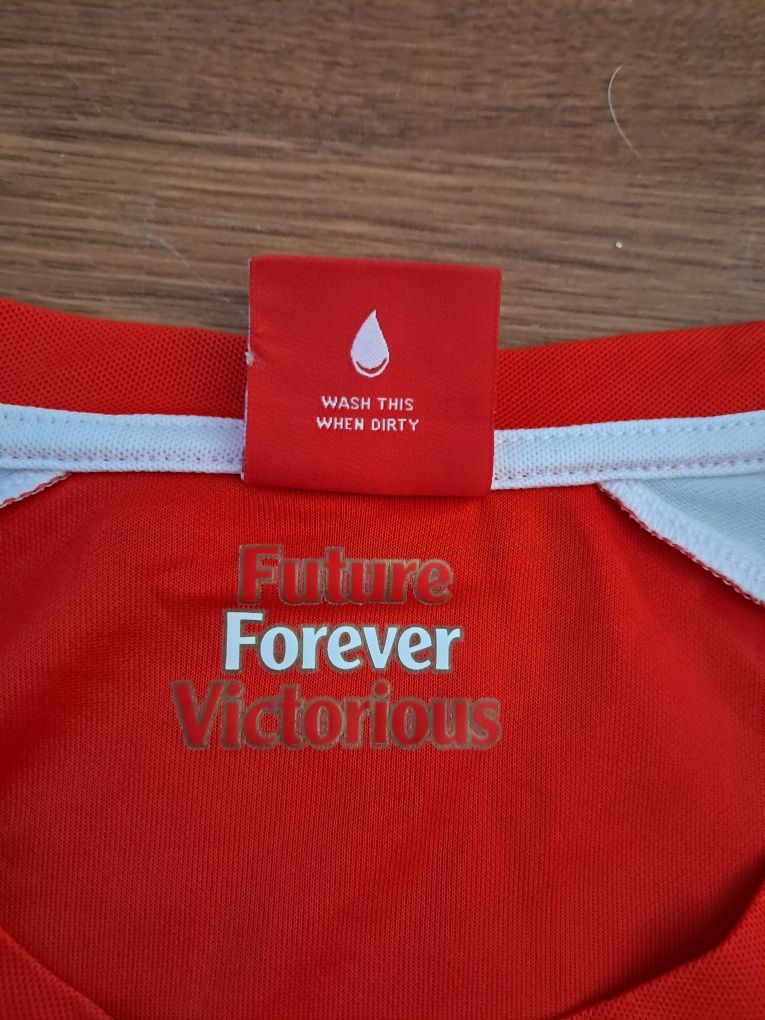 WASH THIS
WHEN DIRTY
Future
Forever
Victorious